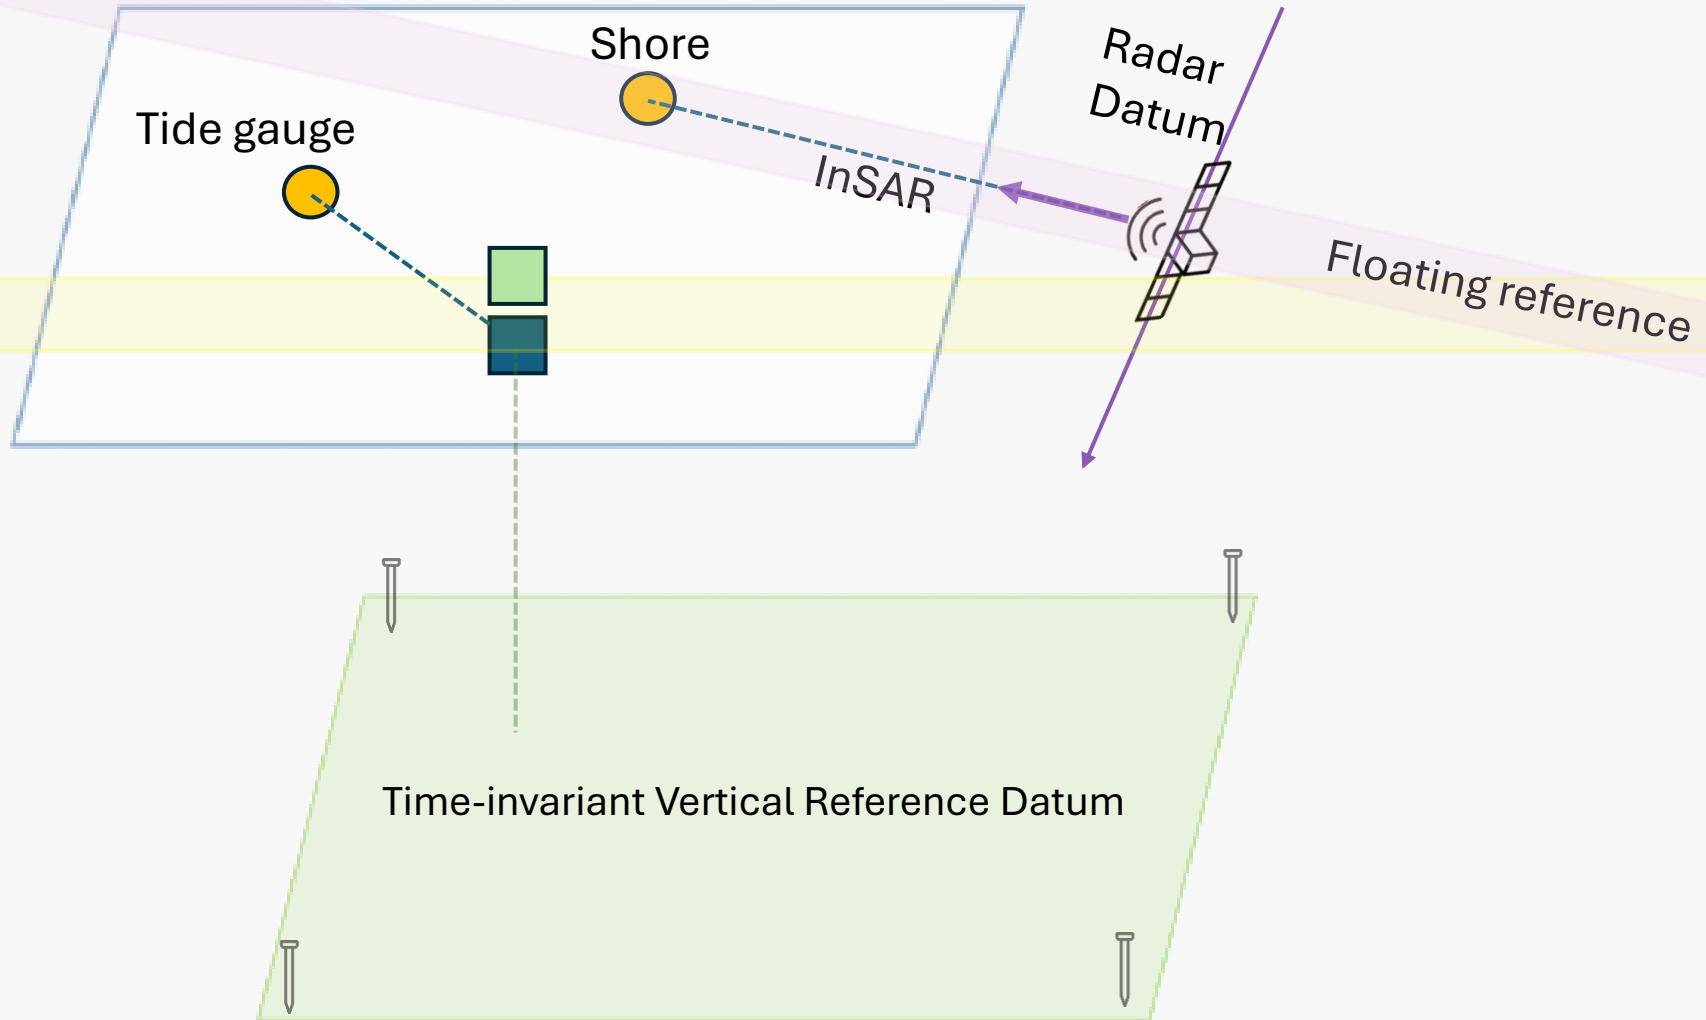 Shore
Radar
Datum
Tide gauge
InSAR
Floating reference
Time-invariant Vertical Reference Datum